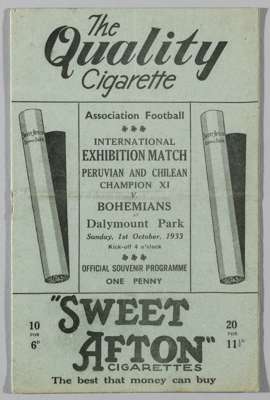 The
Quality
Cigarette
Association Football
INTERNATIONAL
EXHIBITION MATCH
PERUVIAN AND CHILEAN
CHAMPION XI
V.
BOHEMIANS
AT
Dalymount Park
Sunday, 1st October, 1933
Kick-off 4 o'clock
OFFICIAL SOUVENIR PROGRAMME
ONE PENNY
SWEET AFTON
"SWEET
AFTON"
CIGARETTES
10
FOR
6ᴰ
20
FOR
11½ᴰ
The best that money can buy